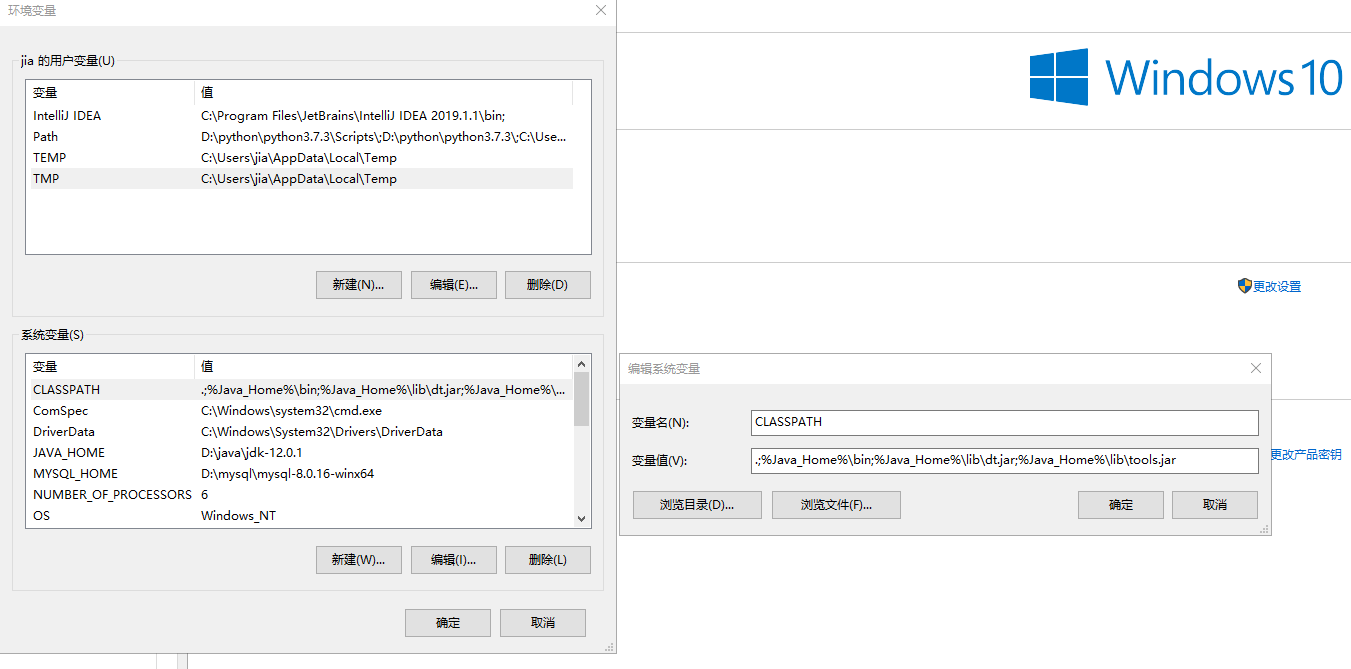 环境变量
jia 的用户变量(U)
变量 值
IntelliJ IDEA C:\Program Files\JetBrains\IntelliJ IDEA 2019.1.1\bin;
Path D:\python\python3.7.3\Scripts\;D:\python\python3.7.3\;C:\Use...
TEMP C:\Users\jia\AppData\Local\Temp
TMP C:\Users\jia\AppData\Local\Temp
新建(N)... 编辑(E)... 删除(D)
系统变量(S)
变量 值
CLASSPATH .;%Java_Home%\bin;%Java_Home%\lib\dt.jar;%Java_Home%\...
ComSpec C:\Windows\system32\cmd.exe
DriverData C:\Windows\System32\Drivers\DriverData
JAVA_HOME D:\java\jdk-12.0.1
MYSQL_HOME D:\mysql\mysql-8.0.16-winx64
NUMBER_OF_PROCESSORS 6
OS Windows_NT
新建(W)... 编辑(I)... 删除(L)
确定 取消
Windows 10
更改设置
编辑系统变量
变量名(N): CLASSPATH
变量值(V): .;%Java_Home%\bin;%Java_Home%\lib\dt.jar;%Java_Home%\lib\tools.jar
浏览目录(D)... 浏览文件(F)... 确定 取消
更改产品密钥